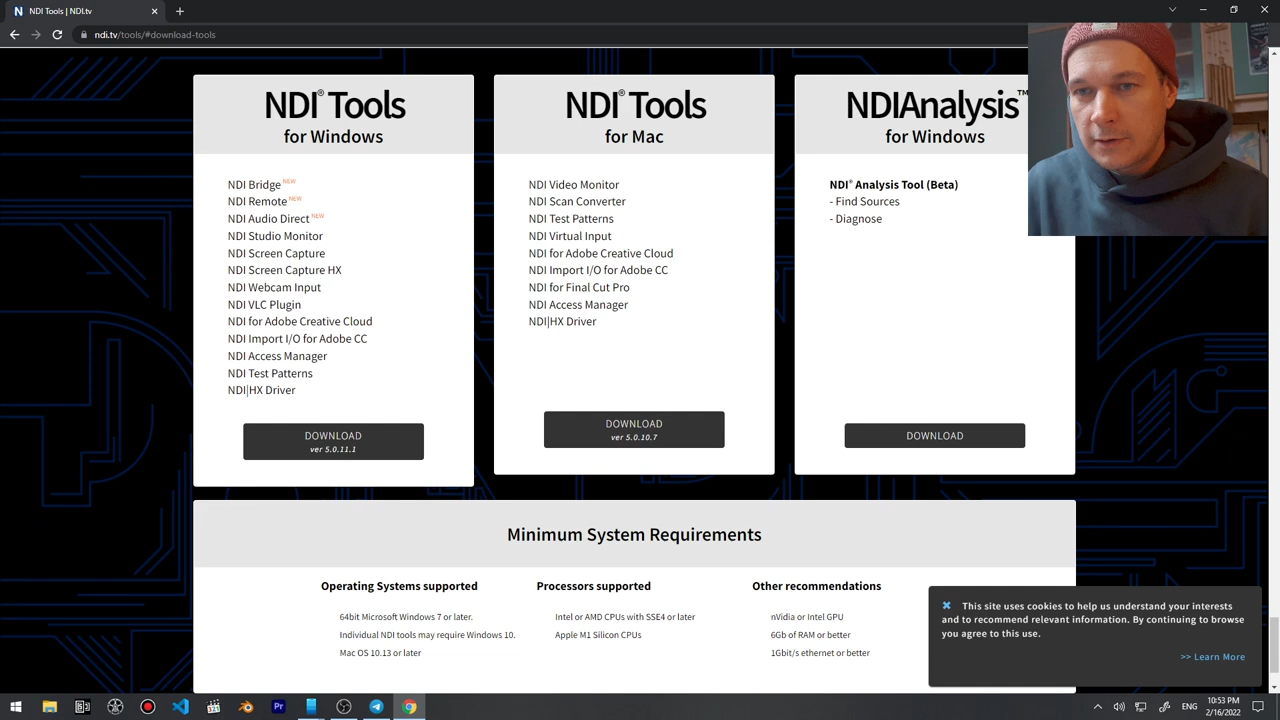 NDI Tools | NDI.tv
ndi.tv/tools/#download-tools
NDI® Tools
for Windows
NDI Bridge NEW
NDI Remote NEW
NDI Audio Direct NEW
NDI Studio Monitor
NDI Screen Capture
NDI Screen Capture HX
NDI Webcam Input
NDI VLC Plugin
NDI for Adobe Creative Cloud
NDI Import I/O for Adobe CC
NDI Access Manager
NDI Test Patterns
NDI|HX Driver
DOWNLOAD
ver 5.0.11.1
NDI® Tools
for Mac
NDI Video Monitor
NDI Scan Converter
NDI Test Patterns
NDI Virtual Input
NDI for Adobe Creative Cloud
NDI Import I/O for Adobe CC
NDI for Final Cut Pro
NDI Access Manager
NDI|HX Driver
DOWNLOAD
ver 5.0.10.7
NDIAnalysis™
for Windows
NDI® Analysis Tool (Beta)
- Find Sources
- Diagnose
DOWNLOAD
Minimum System Requirements
Operating Systems supported
64bit Microsoft Windows 7 or later.
Individual NDI tools may require Windows 10.
Mac OS 10.13 or later
Processors supported
Intel or AMD CPUs with SSE4 or later
Apple M1 Silicon CPUs
Other recommendations
nVidia or Intel GPU
6Gb of RAM or better
1Gbit/s ethernet or better
✖ This site uses cookies to help us understand your interests
and to recommend relevant information. By continuing to browse
you agree to this use.
>> Learn More
Pr
ENG
10:53 PM
2/16/2022